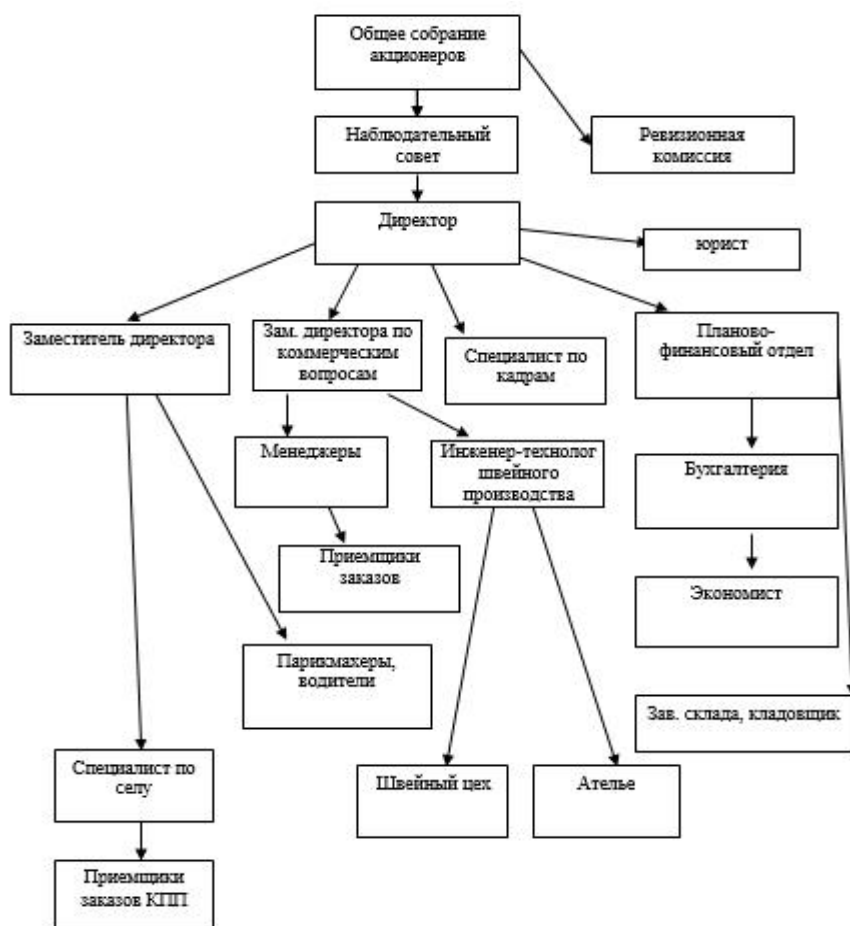 Общее собрание
акционеров
Наблюдательный
совет
Ревизионная
комиссия
Директор
юрист
Заместитель директора
Зам. директора по
коммерческим
вопросам
Специалист по
кадрам
Планово-
финансовый отдел
Менеджеры
Инженер-технолог
швейного
производства
Бухгалтерия
Приемщики
заказов
Экономист
Парикмахеры,
водители
Зав. склада, кладовщик
Специалист по
селу
Швейный цех
Ателье
Приемщики
заказов КПП